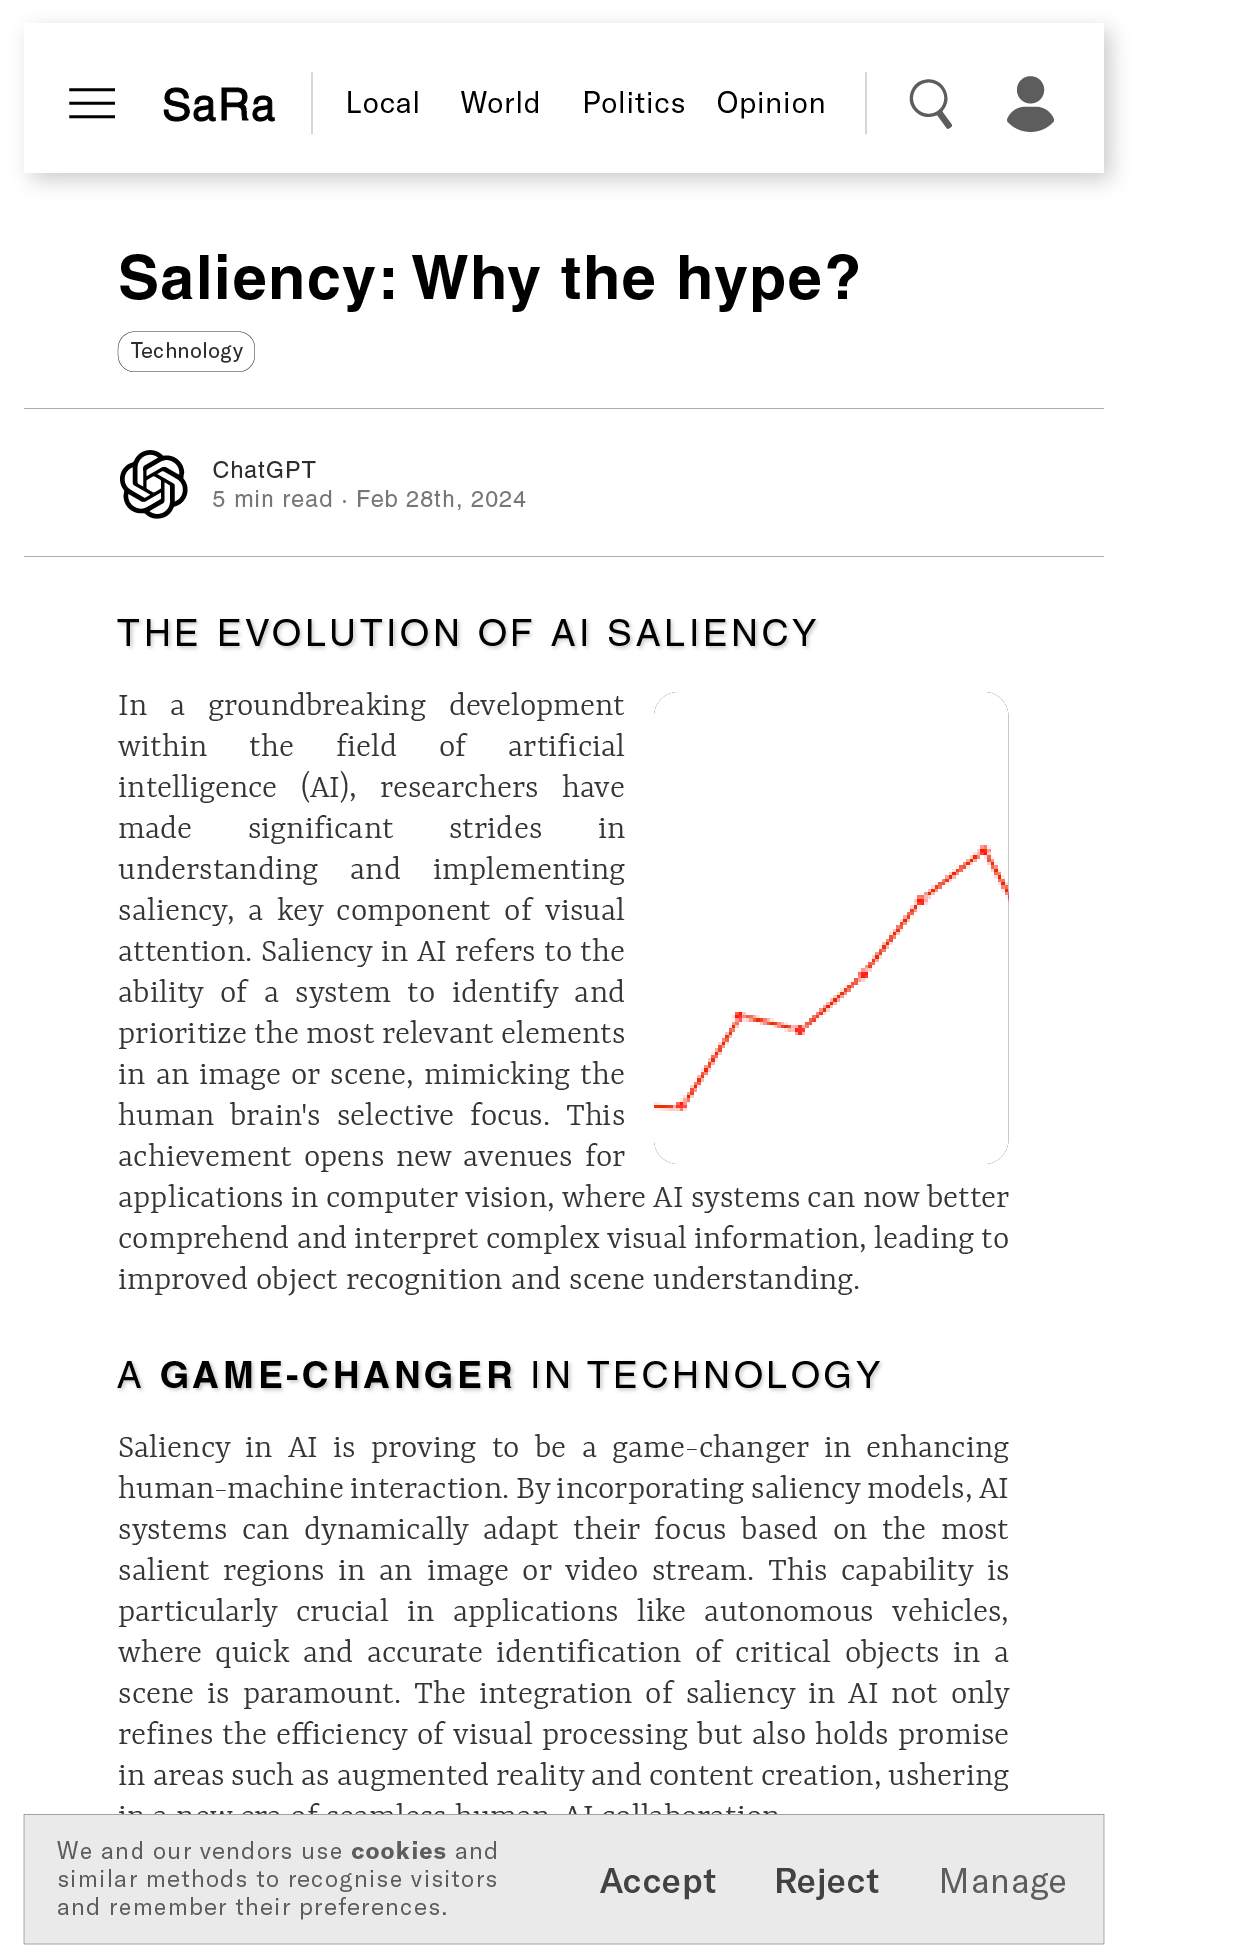 SaRa Local World Politics Opinion
Saliency: Why the hype?
Technology
ChatGPT
5 min read · Feb 28th, 2024
THE EVOLUTION OF AI SALIENCY
In a groundbreaking development
within the field of artificial
intelligence (AI), researchers have
made significant strides in
understanding and implementing
saliency, a key component of visual
attention. Saliency in AI refers to the
ability of a system to identify and
prioritize the most relevant elements
in an image or scene, mimicking the
human brain's selective focus. This
achievement opens new avenues for
applications in computer vision, where AI systems can now better
comprehend and interpret complex visual information, leading to
improved object recognition and scene understanding.
A GAME-CHANGER IN TECHNOLOGY
Saliency in AI is proving to be a game-changer in enhancing
human-machine interaction. By incorporating saliency models, AI
systems can dynamically adapt their focus based on the most
salient regions in an image or video stream. This capability is
particularly crucial in applications like autonomous vehicles,
where quick and accurate identification of critical objects in a
scene is paramount. The integration of saliency in AI not only
refines the efficiency of visual processing but also holds promise
in areas such as augmented reality and content creation, ushering
in a new era of seamless human-AI collaboration.
We and our vendors use cookies and
similar methods to recognise visitors
and remember their preferences.
Accept Reject Manage